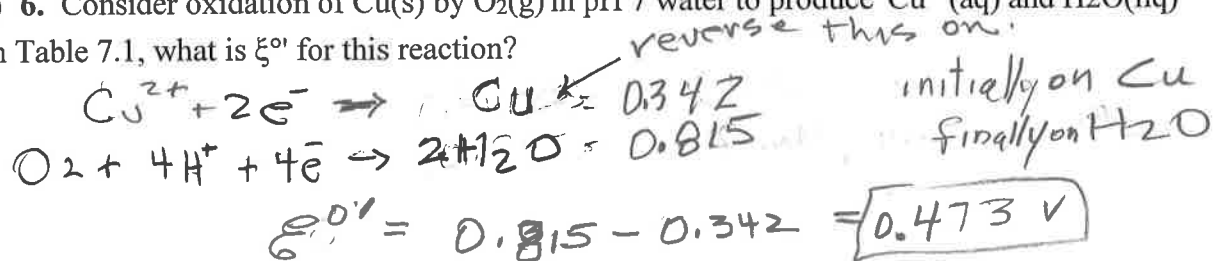 6. Consider oxidation of Cu(s) by O2(g) in pH 7 water to produce Cu (aq) and H2O(liq)
Table 7.1, what is ξ°' for this reaction?
reverse this on.
Cu²⁺ + 2e⁻ → Cu = 0.342
initially on Cu
O2 + 4H⁺ + 4e⁻ → 2H2O = 0.815
finally on H2O
ξ°' = 0.815 - 0.342 = 0.473 V